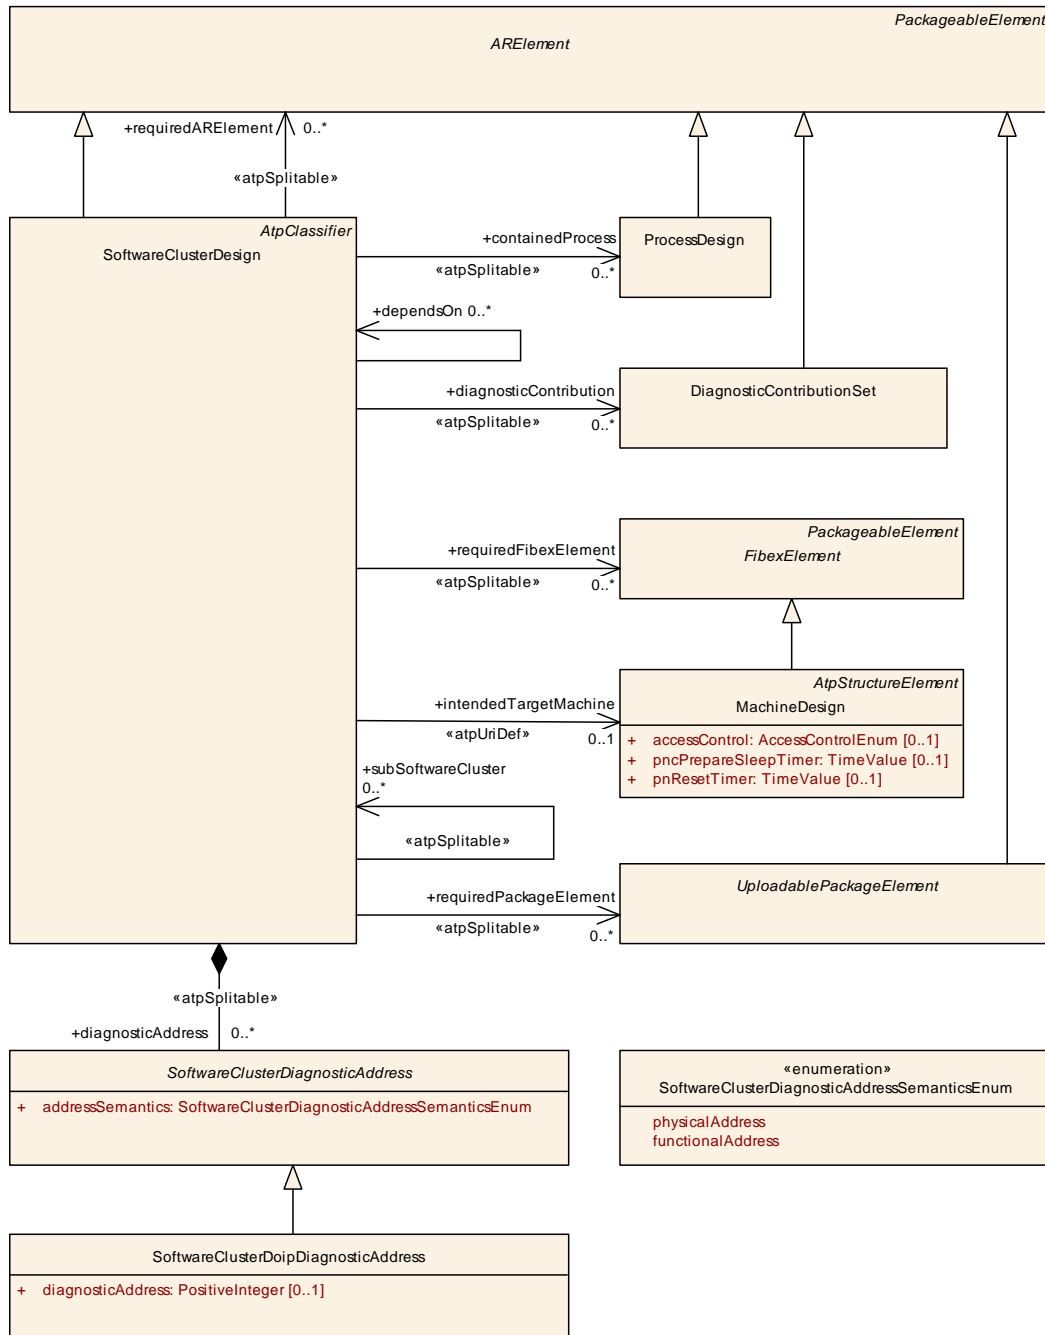 PackageableElement
ARElement
+requiredARElement
0..*
«atpSplitable»
AtpClassifier
SoftwareClusterDesign
+containedProcess
«atpSplitable»
0..*
ProcessDesign
+dependsOn 0..*
+diagnosticContribution
«atpSplitable»
0..*
DiagnosticContributionSet
+requiredFibexElement
«atpSplitable»
0..*
PackageableElement
FibexElement
+intendedTargetMachine
«atpUriDef»
0..1
AtpStructureElement
MachineDesign
+ accessControl: AccessControlEnum [0..1]
+ pncPrepareSleepTimer: TimeValue [0..1]
+ pnResetTimer: TimeValue [0..1]
+subSoftwareCluster
0..*
«atpSplitable»
+requiredPackageElement
«atpSplitable»
0..*
UploadablePackageElement
«atpSplitable»
+diagnosticAddress
0..*
SoftwareClusterDiagnosticAddress
+ addressSemantics: SoftwareClusterDiagnosticAddressSemanticsEnum
«enumeration»
SoftwareClusterDiagnosticAddressSemanticsEnum
physicalAddress
functionalAddress
SoftwareClusterDoipDiagnosticAddress
+ diagnosticAddress: PositiveInteger [0..1]